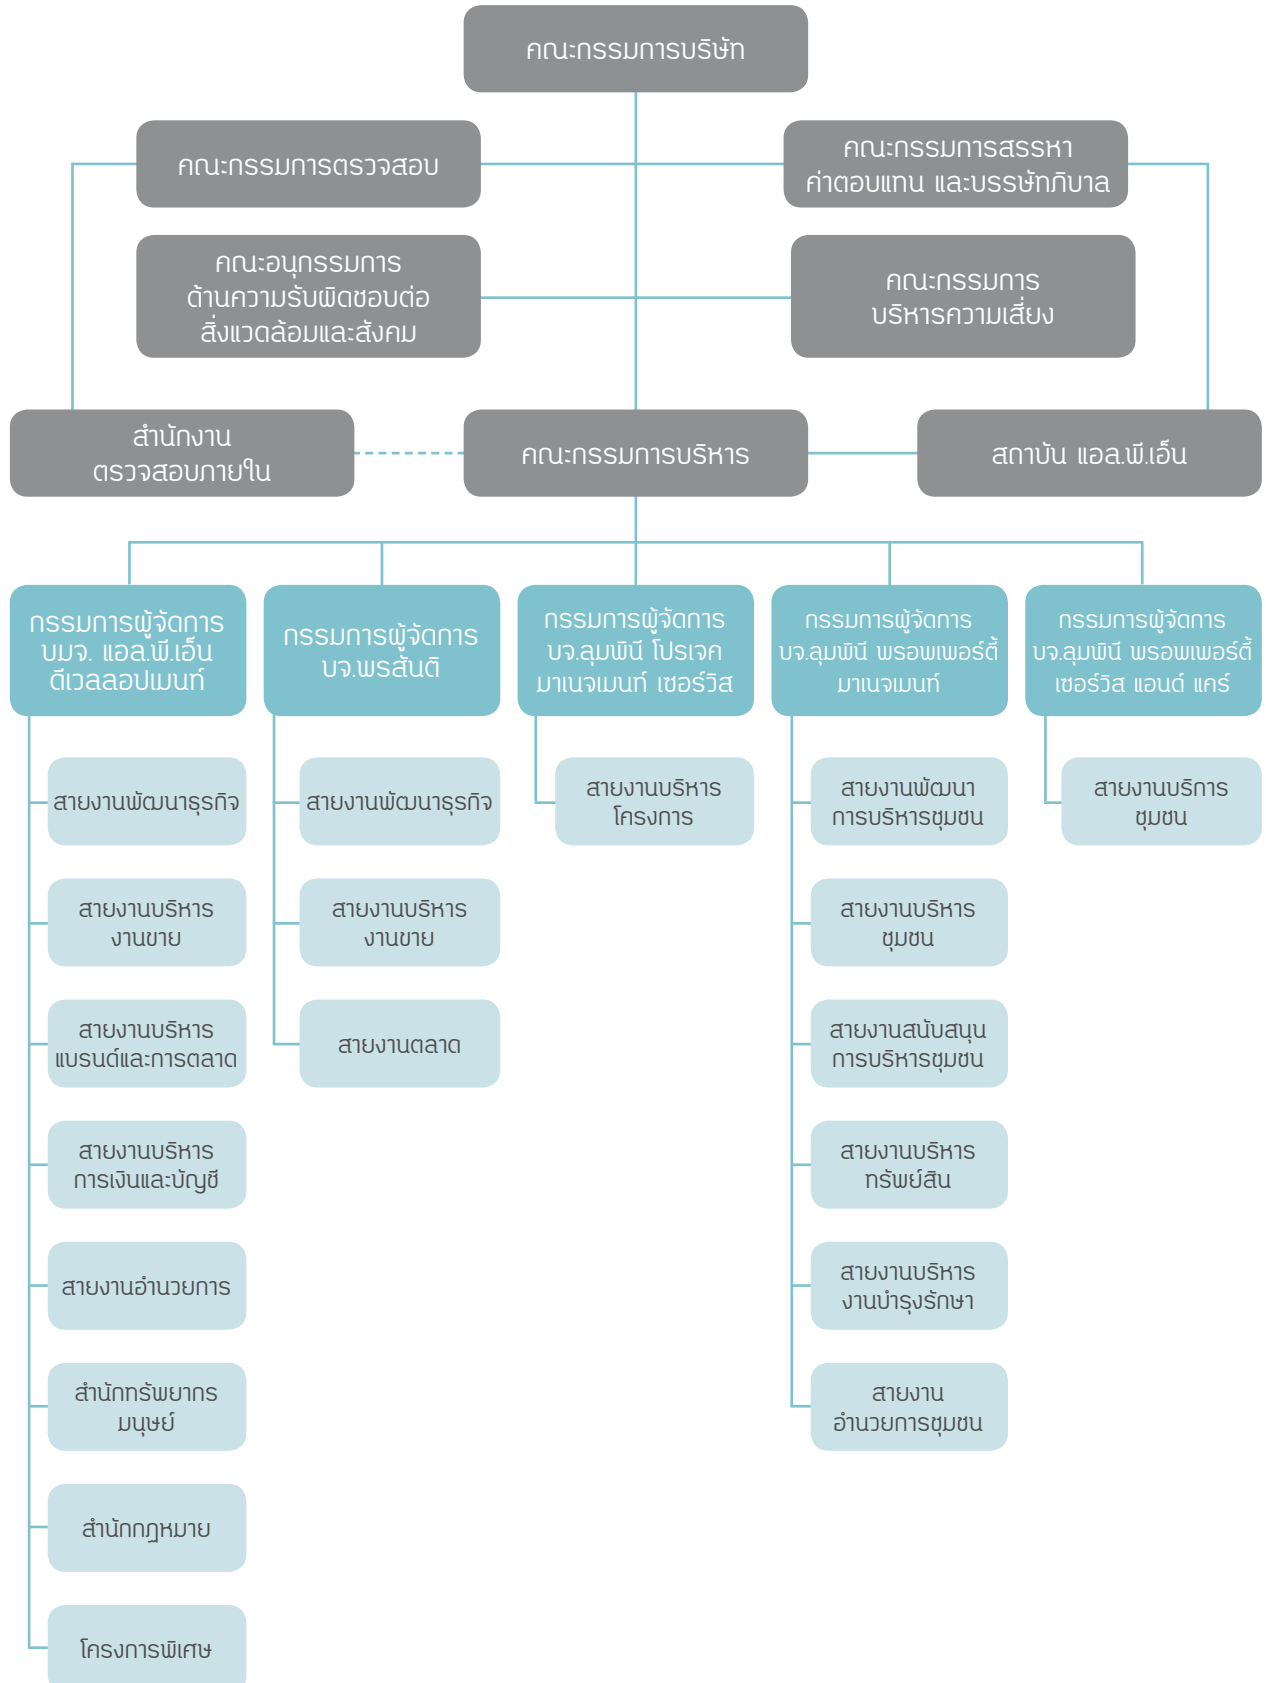 คณะกรรมการบริษัท
คณะกรรมการตรวจสอบ
คณะกรรมการสรรหา
ค่าตอบแทน และบรรษัทภิบาล
คณะอนุกรรมการ
ด้านความรับผิดชอบต่อ
สิ่งแวดล้อมและสังคม
คณะกรรมการ
บริหารความเสี่ยง
สำนักงาน
ตรวจสอบภายใน
คณะกรรมการบริหาร
สถาบัน แอล.พี.เอ็น
กรรมการผู้จัดการ
บมจ. แอล.พี.เอ็น
ดีเวลลอปเมนท์
กรรมการผู้จัดการ
บจ.พรสันติ
กรรมการผู้จัดการ
บจ.ลุมพินี โปรเจค
มาเนจเมนท์ เซอร์วิส
กรรมการผู้จัดการ
บจ.ลุมพินี พรอพเพอร์ตี้
มาเนจเมนท์
กรรมการผู้จัดการ
บจ.ลุมพินี พรอพเพอร์ตี้
เซอร์วิส แอนด์ แคร์
สายงานพัฒนาธุรกิจ
สายงานบริหาร
งานขาย
สายงานบริหาร
แบรนด์และการตลาด
สายงานบริหาร
การเงินและบัญชี
สายงานอำนวยการ
สำนักทรัพยากร
มนุษย์
สำนักกฎหมาย
โครงการพิเศษ
สายงานพัฒนาธุรกิจ
สายงานบริหาร
งานขาย
สายงานตลาด
สายงานบริหาร
โครงการ
สายงานพัฒนา
การบริหารชุมชน
สายงานบริหาร
ชุมชน
สายงานสนับสนุน
การบริหารชุมชน
สายงานบริหาร
ทรัพย์สิน
สายงานบริหาร
งานบำรุงรักษา
สายงาน
อำนวยการชุมชน
สายงานบริการ
ชุมชน